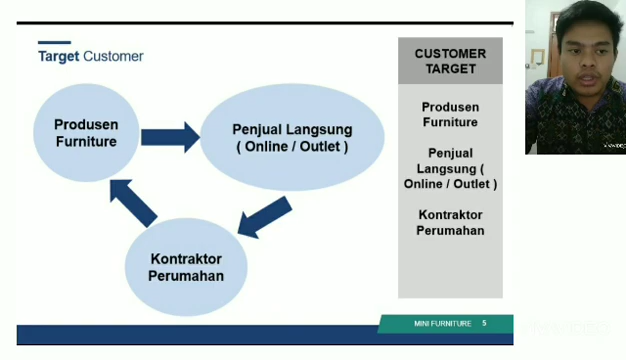 Target Customer
Produsen
Furniture
Penjual Langsung
( Online / Outlet )
Kontraktor
Perumahan
CUSTOMER
TARGET
Produsen
Furniture
Penjual
Langsung (
Online / Outlet )
Kontraktor
Perumahan
MINI FURNITURE 5